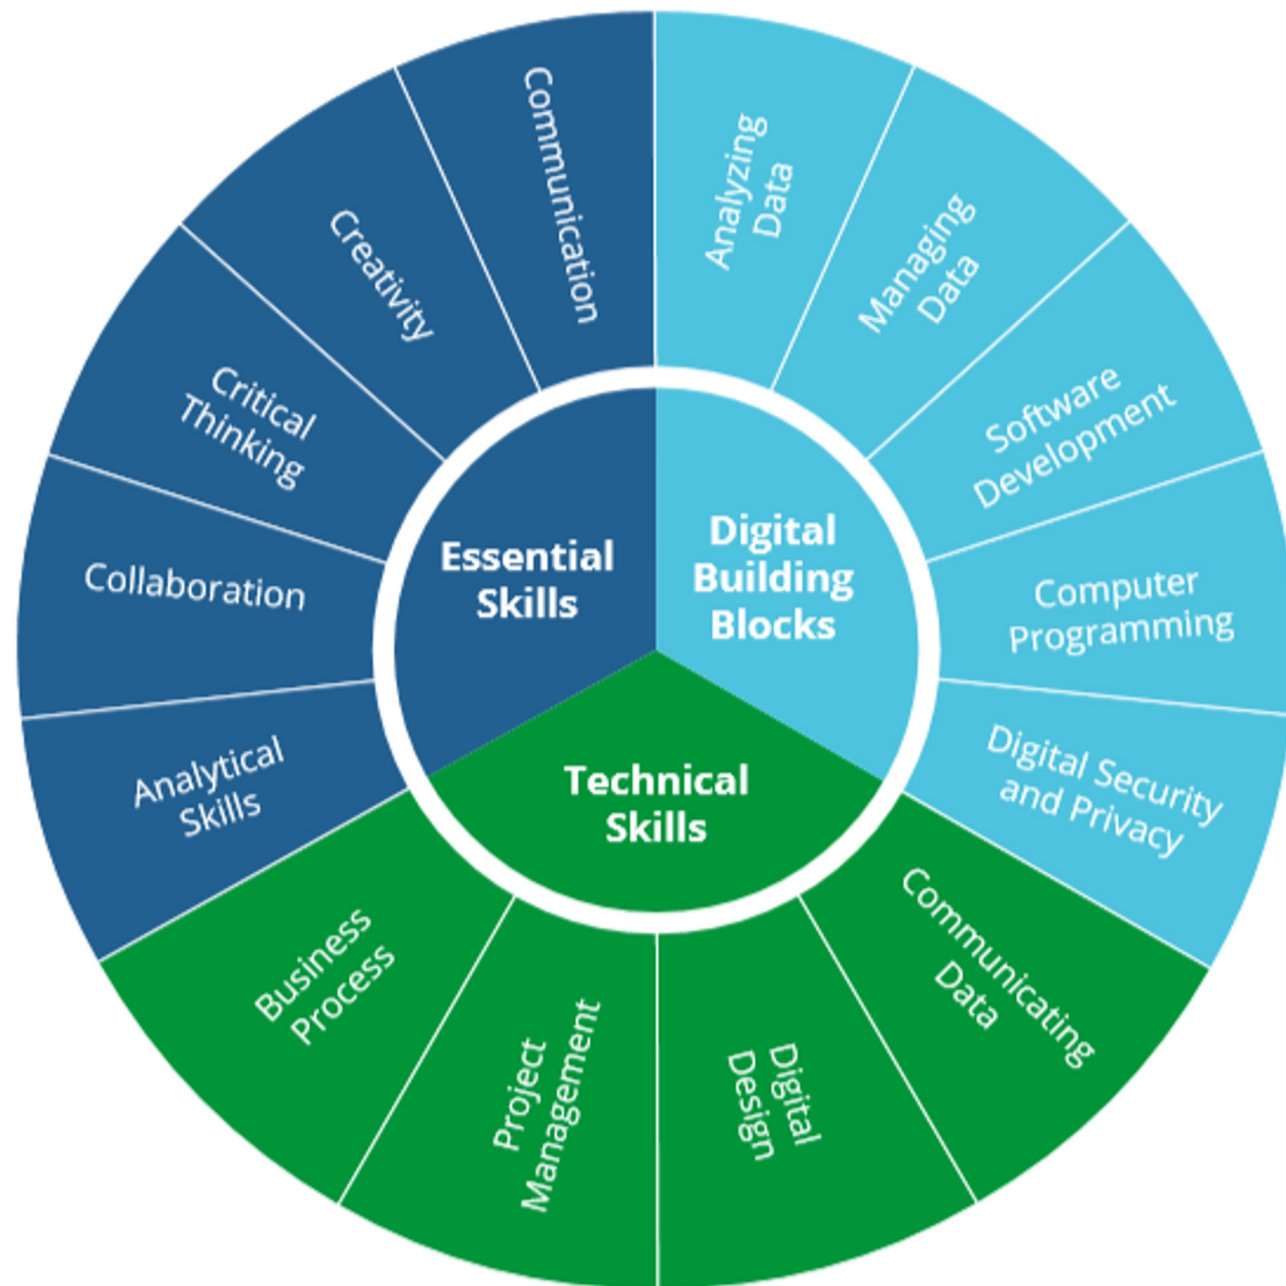 Essential
Skills
Digital
Building
Blocks
Technical
Skills
Analyzing
Data
Managing
Data
Software
Development
Computer
Programming
Digital Security
and Privacy
Communicating
Data
Digital
Design
Project
Management
Business
Process
Analytical
Skills
Collaboration
Critical
Thinking
Creativity
Communication